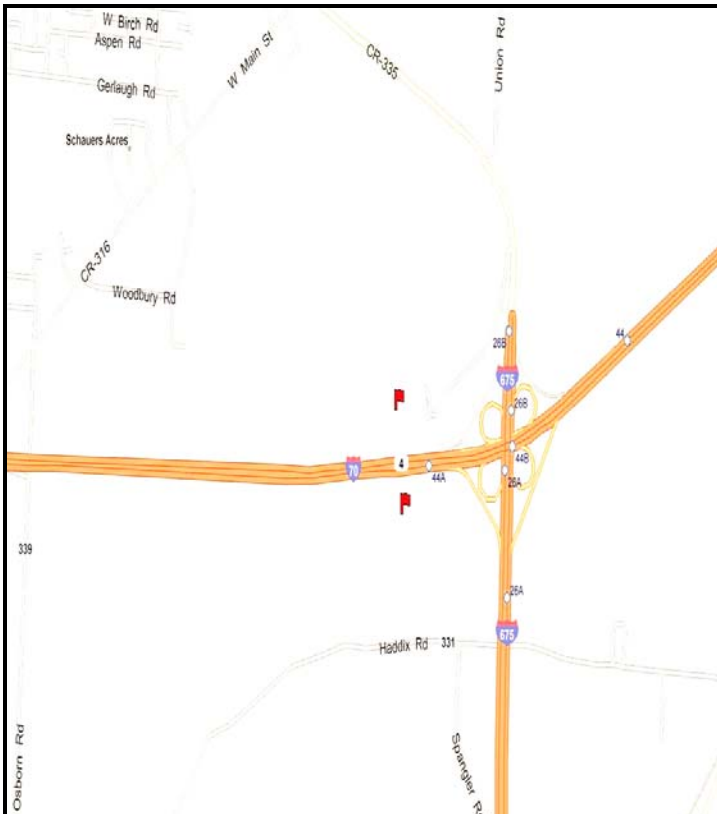 W Birch Rd
Aspen Rd
Gerlaugh Rd
W Main St
CR-335
Union Rd
Schauers Acres
CR-316
Woodbury Rd
26B
44
675
26B
70
4
44A
44B
26A
339
26A
675
Haddix Rd
331
Osborn Rd
Spangler Rd